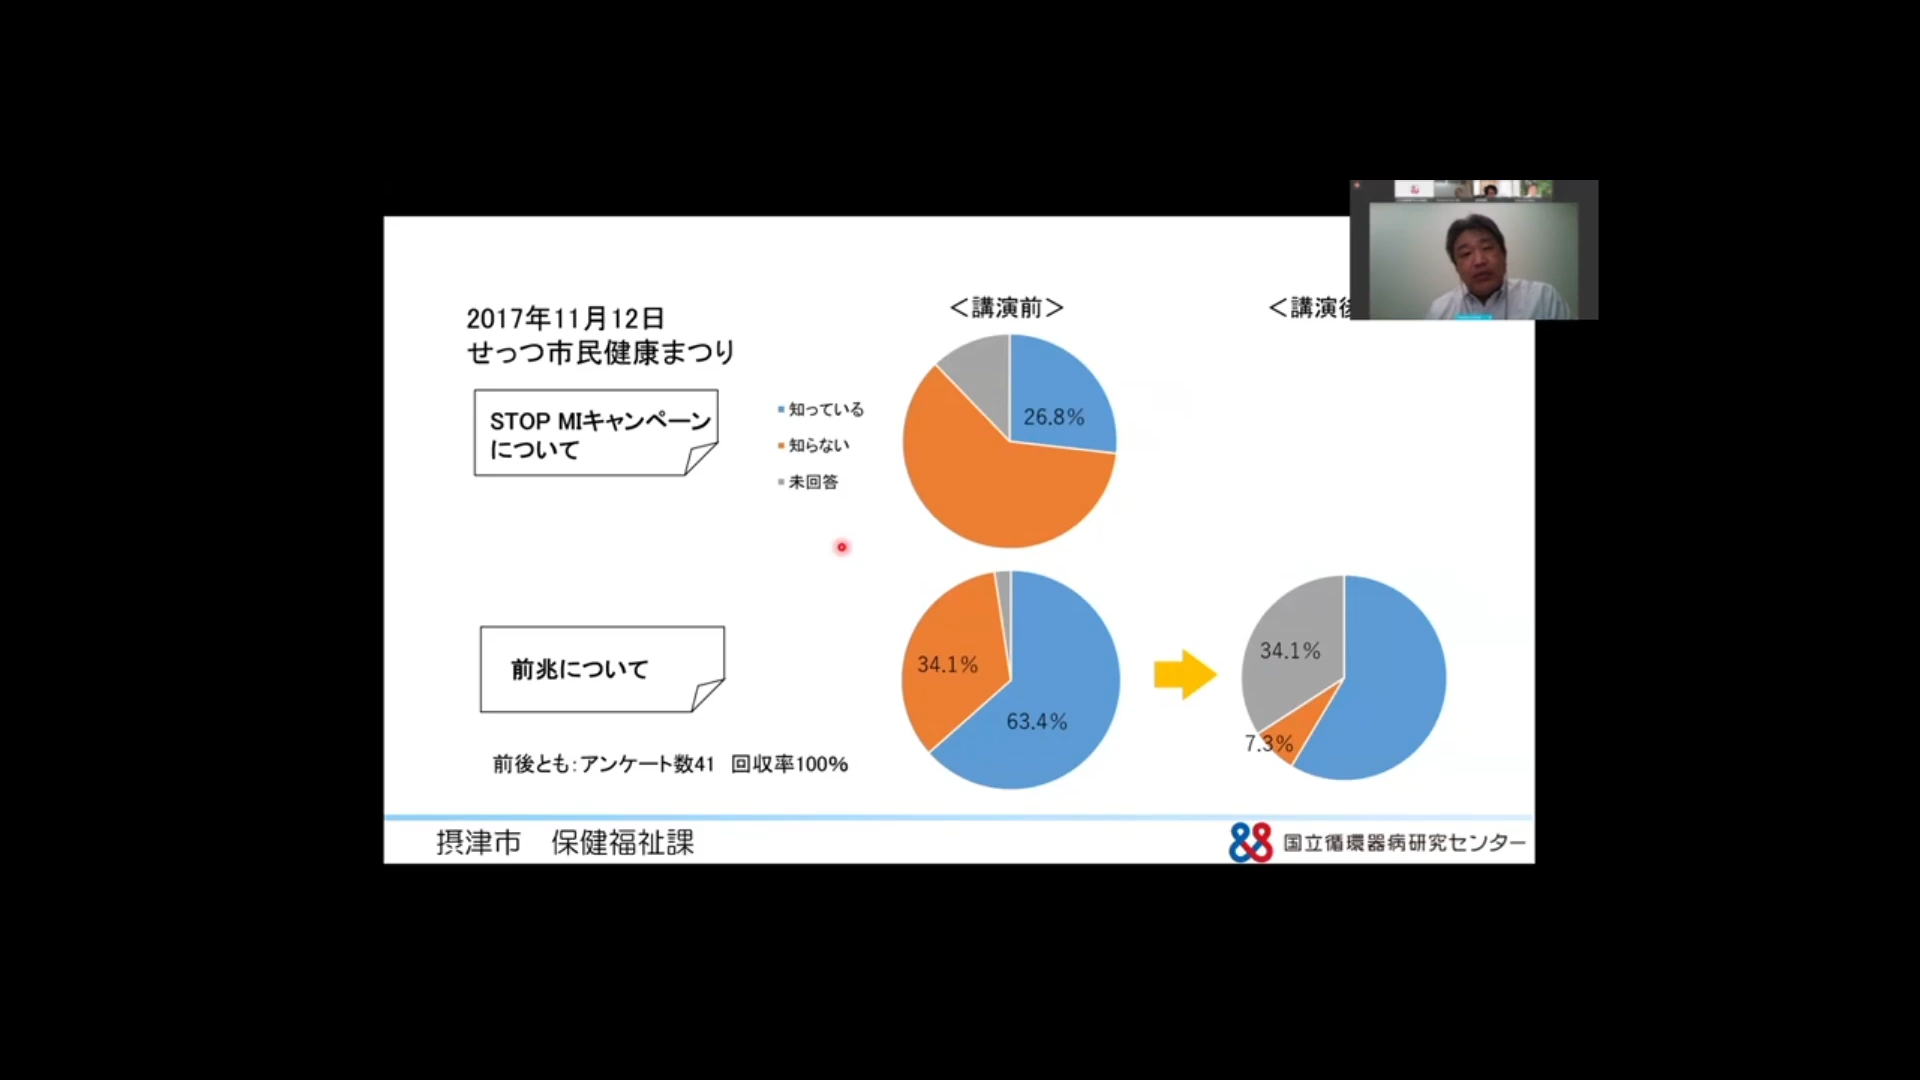 2017年11月12日
せっつ市民健康まつり
＜講演前＞
＜講演後
STOP MIキャンペーン
について
知っている
知らない
未回答
26.8%
前兆について
34.1%
63.4%
34.1%
7.3%
前後とも：アンケート数41　回収率100%
摂津市　保健福祉課
国立循環器病研究センター